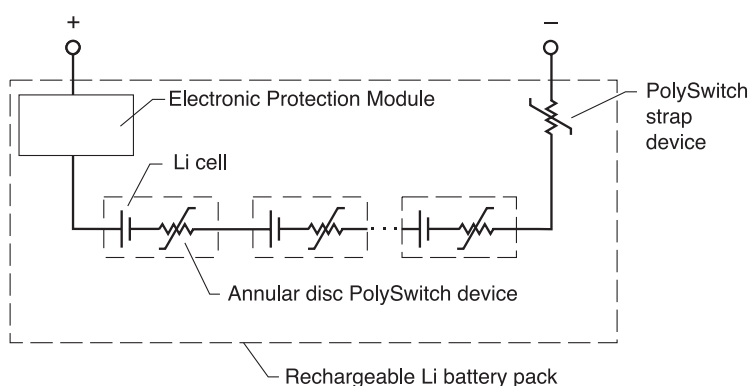 +
−
Electronic Protection Module
PolySwitch
strap
device
Li cell
Annular disc PolySwitch device
Rechargeable Li battery pack